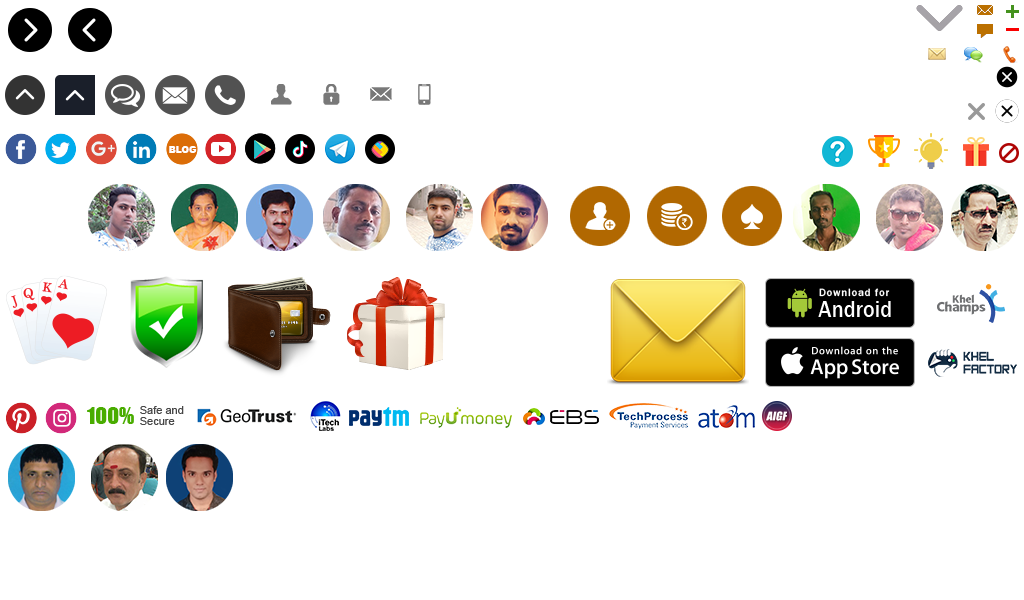 G+
in
BLOG
?
J Q K A
Download for
Android
Khel
Champs
Download on the
App Store
KHEL
FACTORY
100% Safe and
Secure
GeoTrust
iTech
Labs
paytm
PayUmoney
EBS
TechProcess
Payment Services
atom
AIGF